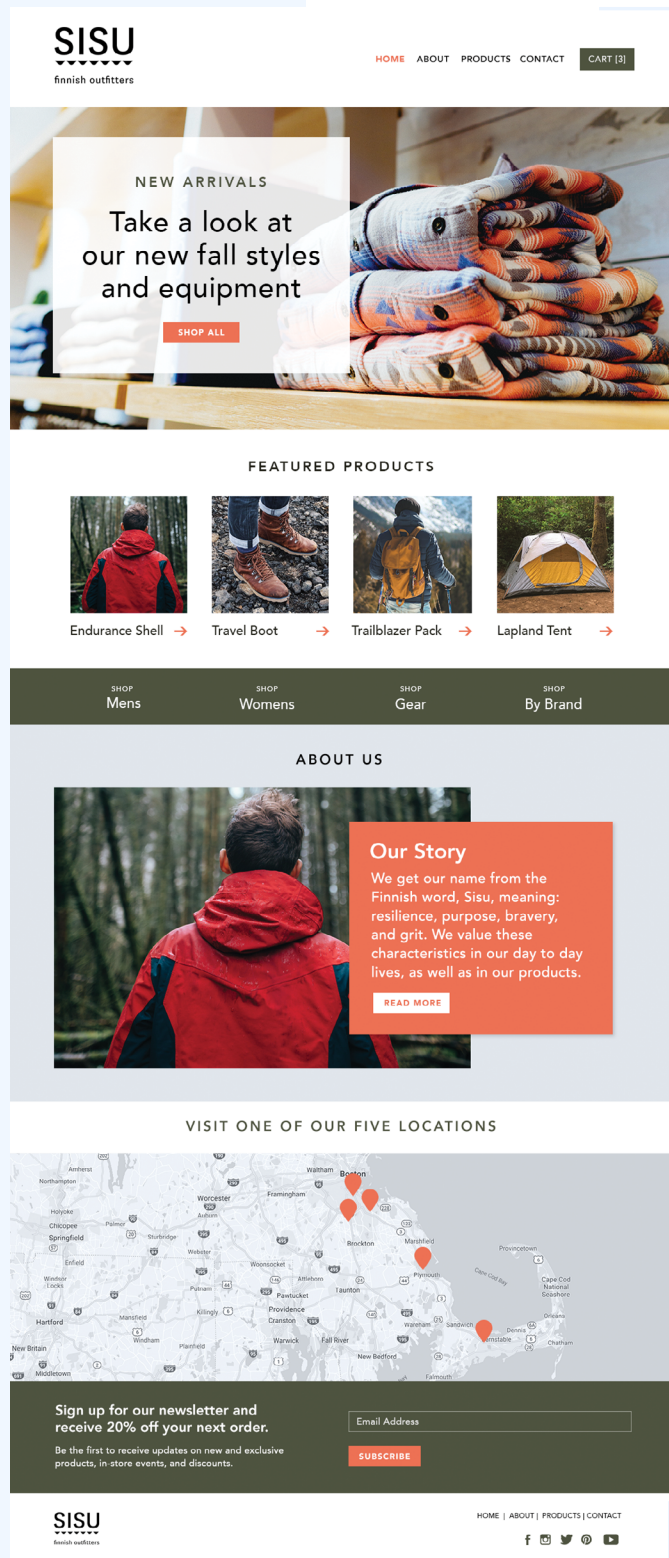 SISU
finnish outfitters
HOME ABOUT PRODUCTS CONTACT CART [3]
NEW ARRIVALS
Take a look at
our new fall styles
and equipment
SHOP ALL
FEATURED PRODUCTS
Endurance Shell Travel Boot Trailblazer Pack Lapland Tent
SHOP SHOP SHOP SHOP
Mens Womens Gear By Brand
ABOUT US
Our Story
We get our name from the
Finnish word, Sisu, meaning:
resilience, purpose, bravery,
and grit. We value these
characteristics in our day to day
lives, as well as in our products.
READ MORE
VISIT ONE OF OUR FIVE LOCATIONS
Amherst
Waltham
Boston
Northampton
Framingham
Worcester
Holyoke
Auburn
Chicopee
Palmer
Springfield
Sturbridge
Brockton
Marshfield
Webster
Provincetown
Enfield
Woonsocket
Plymouth
Cape Cod Bay
Windsor
Locks
Attleboro
Cape Cod
National
Seashore
Putnam
Pawtucket
Taunton
Hartford
Mansfield
Killingly
Providence
Cranston
Orleans
Wareham
Sandwich
Dennis
Windham
Warwick
Fall River
Chatham
New Britain
Plainfield
New Bedford
Middletown
Falmouth
Sign up for our newsletter and
receive 20% off your next order.
Be the first to receive updates on new and exclusive
products, in-store events, and discounts.
Email Address
SUBSCRIBE
SISU
finnish outfitters
HOME | ABOUT | PRODUCTS | CONTACT